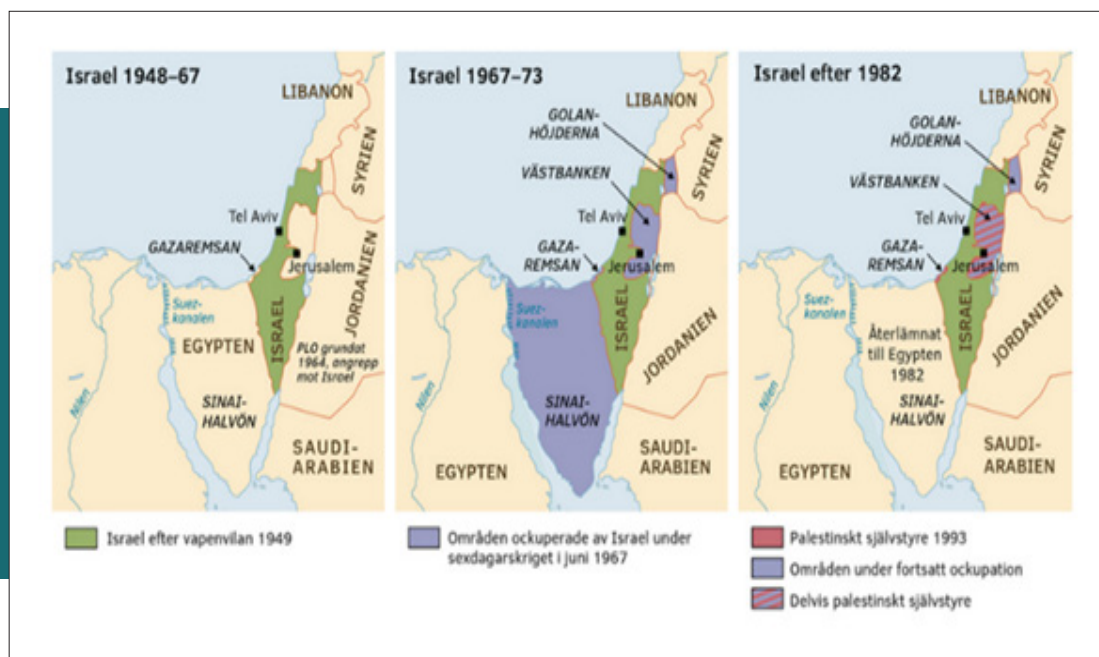 Israel 1948–67
LIBANON
SYRIEN
Tel Aviv
GAZAREMSAN
Jerusalem
Suez-
kanalen
ISRAEL
JORDANIEN
EGYPTEN
PLO grundat
1964, angrepp
mot Israel
Nilen
SINAI-
HALVÖN
SAUDI-
ARABIEN
Israel efter vapenvilan 1949
Israel 1967–73
LIBANON
GOLAN-
HÖJDERNA
SYRIEN
VÄSTBANKEN
Tel Aviv
GAZA-
REMSAN
Jerusalem
Suez-
kanalen
ISRAEL
JORDANIEN
Nilen
SINAI-
HALVÖN
EGYPTEN
SAUDI-
ARABIEN
Områden ockuperade av Israel under
sexdagarskriget i juni 1967
Israel efter 1982
LIBANON
GOLAN-
HÖJDERNA
SYRIEN
VÄSTBANKEN
Tel Aviv
GAZA-
REMSAN
Jerusalem
Suez-
kanalen
ISRAEL
JORDANIEN
Återlämnat
till Egypten
1982
Nilen
SINAI-
HALVÖN
EGYPTEN
SAUDI-
ARABIEN
Palestinskt självstyre 1993
Områden under fortsatt ockupation
Delvis palestinskt självstyre